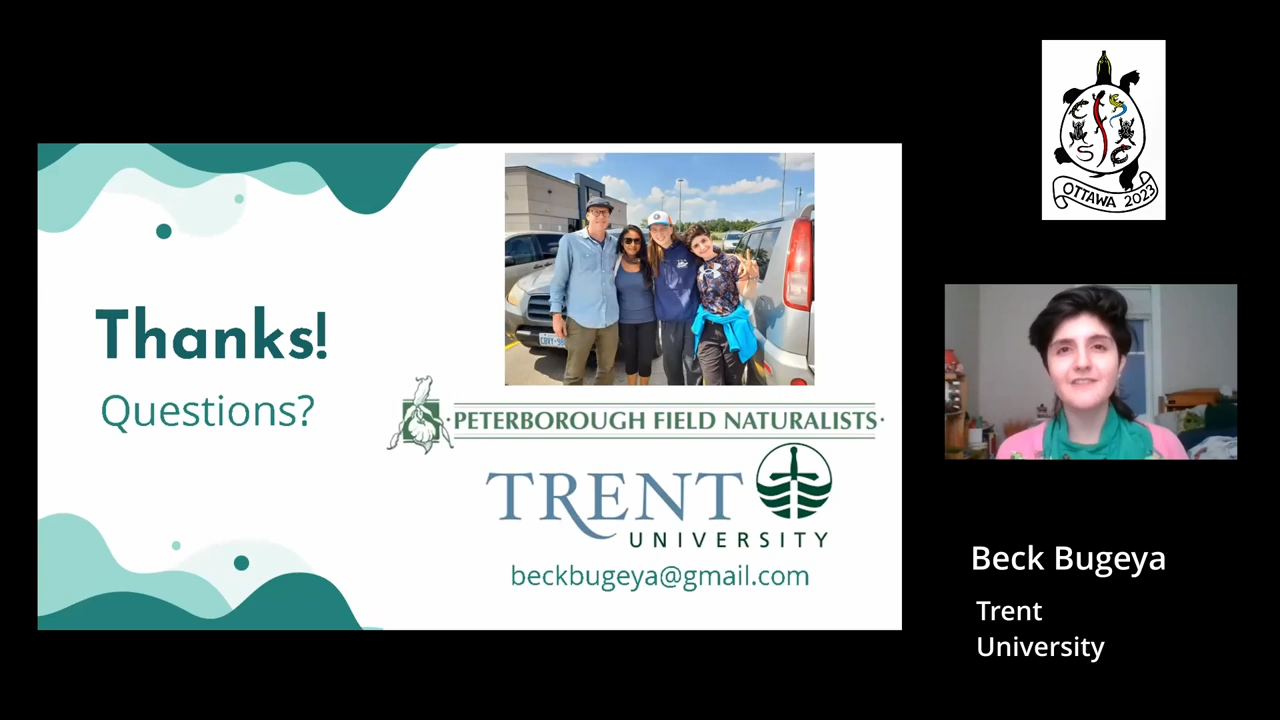 Thanks!
Questions?
·PETERBOROUGH FIELD NATURALISTS·
TRENT
UNIVERSITY
beckbugeya@gmail.com
C S C
OTTAWA 2023
Beck Bugeya
Trent
University